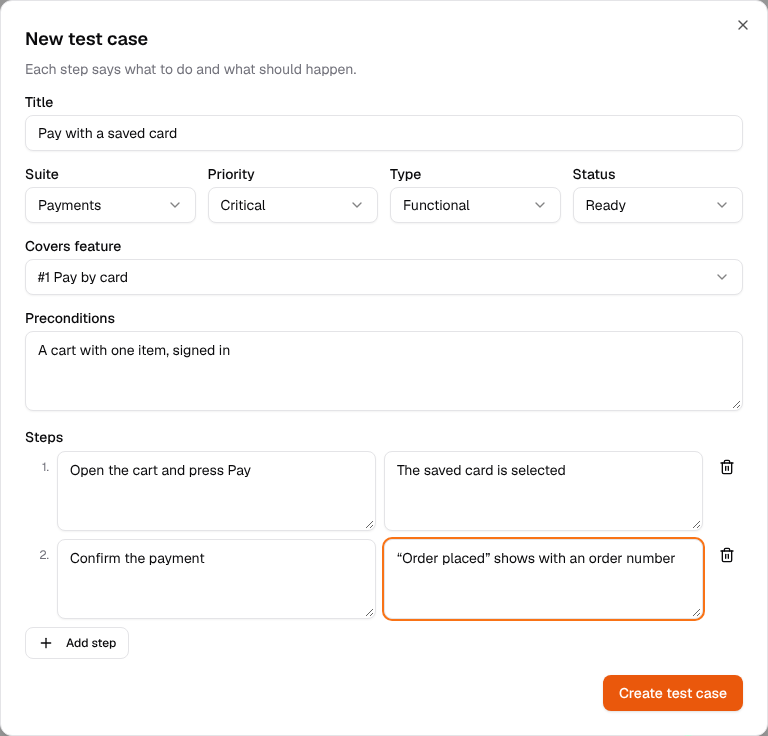 New test case
Each step says what to do and what should happen.
Title
Pay with a saved card
Suite Priority Type Status
Payments Critical Functional Ready
Covers feature
#1 Pay by card
Preconditions
A cart with one item, signed in
Steps
1. Open the cart and press Pay The saved card is selected
2. Confirm the payment “Order placed” shows with an order number
Add step
Create test case